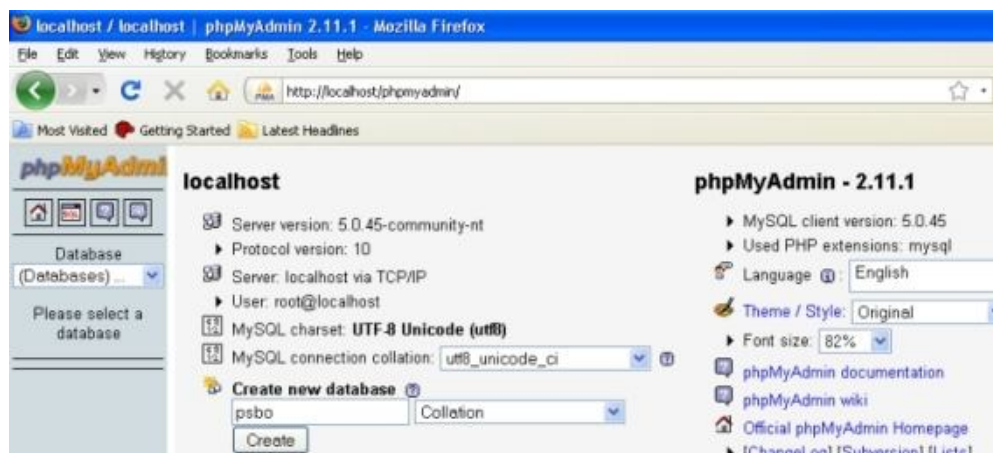 localhost / localhost | phpMyAdmin 2.11.1 - Mozilla Firefox
File Edit View History Bookmarks Tools Help
http://localhost/phpmyadmin/
Most Visited Getting Started Latest Headlines
phpMyAdmi
Database
(Databases) ...
Please select a
database
localhost
Server version: 5.0.45-community-nt
Protocol version: 10
Server: localhost via TCP/IP
User: root@localhost
MySQL charset: UTF-8 Unicode (utf8)
MySQL connection collation: utf8_unicode_ci
Create new database
psbo Collation
Create
phpMyAdmin - 2.11.1
MySQL client version: 5.0.45
Used PHP extensions: mysql
Language : English
Theme / Style: Original
Font size: 82%
phpMyAdmin documentation
phpMyAdmin wiki
Official phpMyAdmin Homepage
[ChangeLog] [Subversion] [Lists]